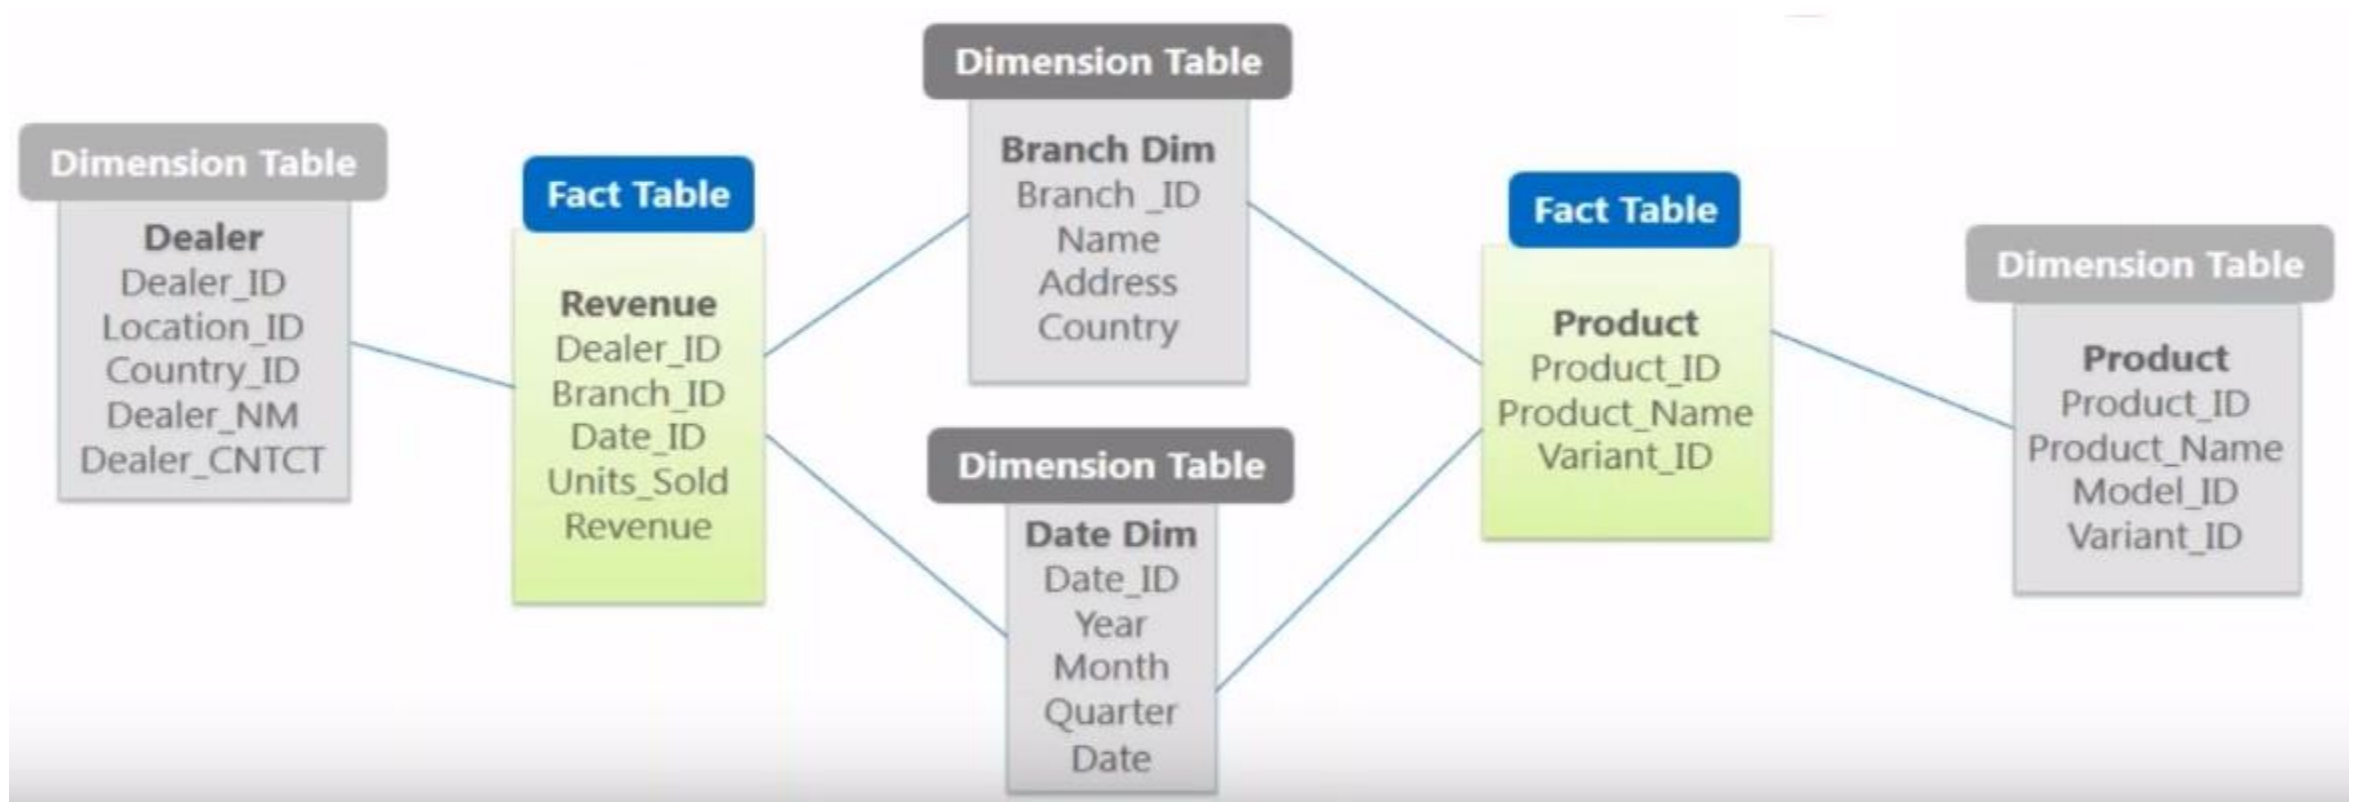 Dimension Table
Dealer
Dealer_ID
Location_ID
Country_ID
Dealer_NM
Dealer_CNTCT
Fact Table
Revenue
Dealer_ID
Branch_ID
Date_ID
Units_Sold
Revenue
Dimension Table
Branch Dim
Branch _ID
Name
Address
Country
Dimension Table
Date Dim
Date_ID
Year
Month
Quarter
Date
Fact Table
Product
Product_ID
Product_Name
Variant_ID
Dimension Table
Product
Product_ID
Product_Name
Model_ID
Variant_ID